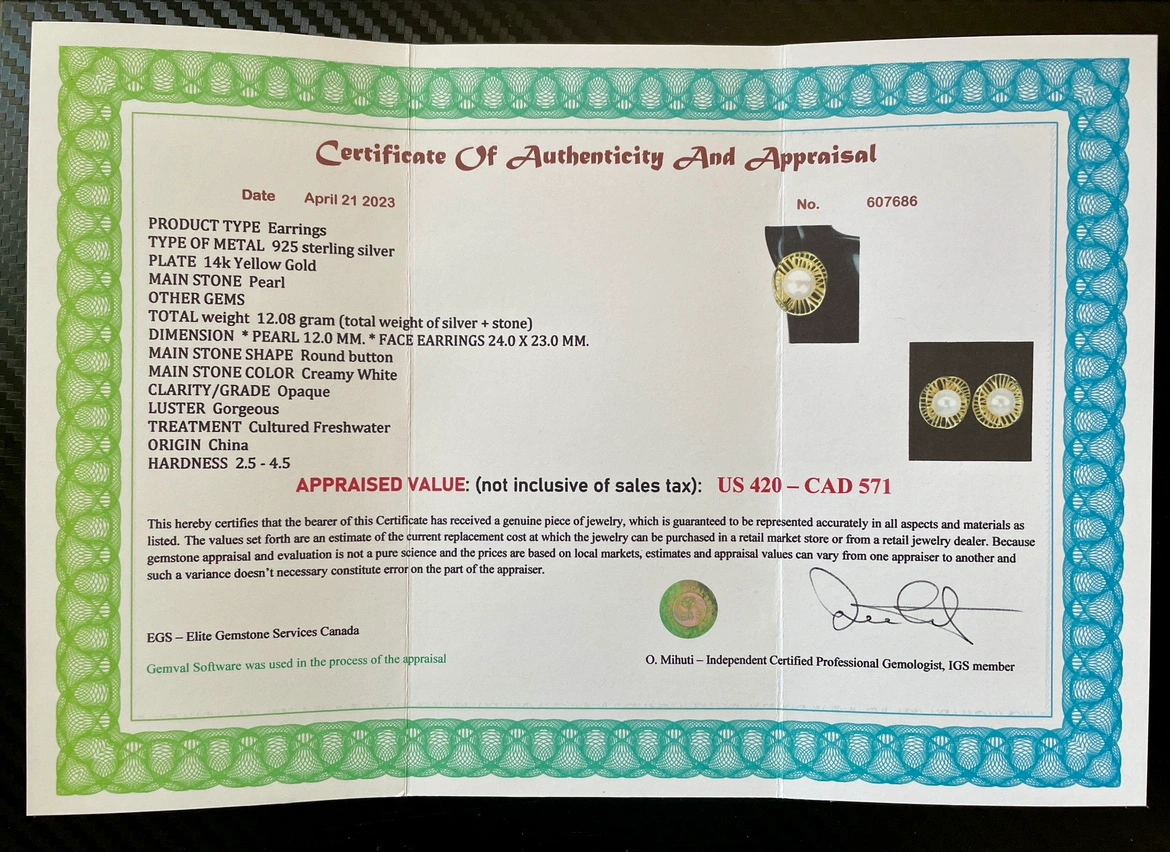 Certificate Of Authenticity And Appraisal
Date April 21 2023 No. 607686
PRODUCT TYPE Earrings
TYPE OF METAL 925 sterling silver
PLATE 14k Yellow Gold
MAIN STONE Pearl
OTHER GEMS
TOTAL weight 12.08 gram (total weight of silver + stone)
DIMENSION * PEARL 12.0 MM. * FACE EARRINGS 24.0 X 23.0 MM.
MAIN STONE SHAPE Round button
MAIN STONE COLOR Creamy White
CLARITY/GRADE Opaque
LUSTER Gorgeous
TREATMENT Cultured Freshwater
ORIGIN China
HARDNESS 2.5 - 4.5
APPRAISED VALUE: (not inclusive of sales tax): US 420 – CAD 571
This hereby certifies that the bearer of this Certificate has received a genuine piece of jewelry, which is guaranteed to be represented accurately in all aspects and materials as
listed. The values set forth are an estimate of the current replacement cost at which the jewelry can be purchased in a retail market store or from a retail jewelry dealer. Because
gemstone appraisal and evaluation is not a pure science and the prices are based on local markets, estimates and appraisal values can vary from one appraiser to another and
such a variance doesn't necessary constitute error on the part of the appraiser.
EGS – Elite Gemstone Services Canada
Gemval Software was used in the process of the appraisal
O. Mihuti – Independent Certified Professional Gemologist, IGS member